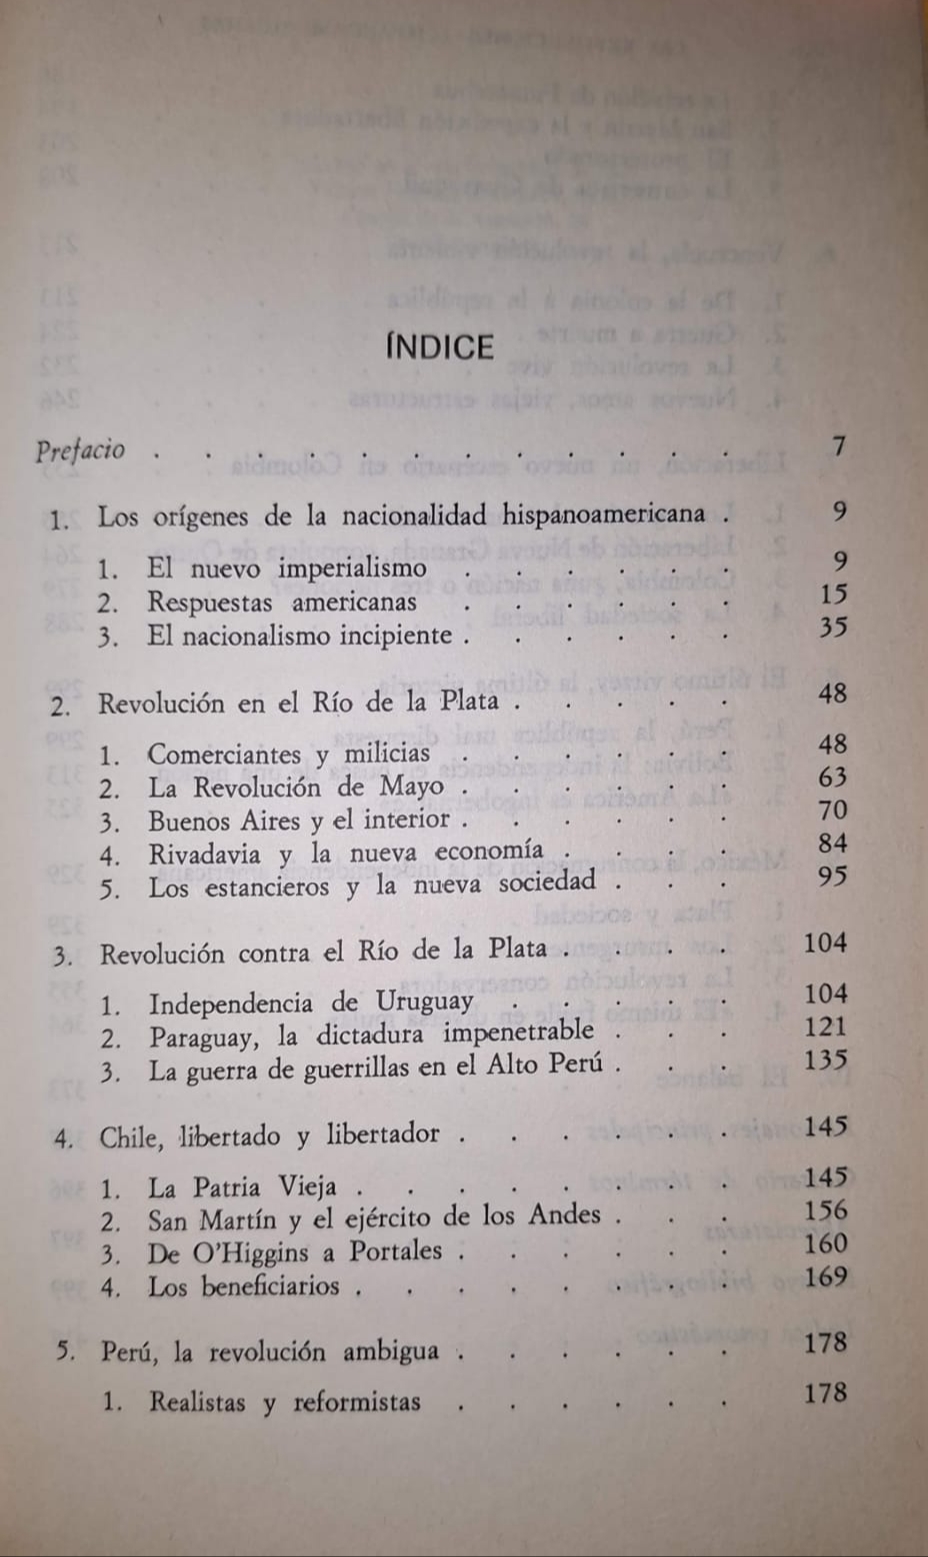 ÍNDICE
Prefacio . . . . . . . . . . . . 7
1. Los orígenes de la nacionalidad hispanoamericana . 9
1. El nuevo imperialismo . . . . . . 9
2. Respuestas americanas . . . . . . 15
3. El nacionalismo incipiente . . . . . . 35
2. Revolución en el Río de la Plata . . . . . 48
1. Comerciantes y milicias . . . . . . 48
2. La Revolución de Mayo . . . . . . 63
3. Buenos Aires y el interior . . . . . . 70
4. Rivadavia y la nueva economía . . . . 84
5. Los estancieros y la nueva sociedad . . . 95
3. Revolución contra el Río de la Plata . . . . 104
1. Independencia de Uruguay . . . . . 104
2. Paraguay, la dictadura impenetrable . . . 121
3. La guerra de guerrillas en el Alto Perú . . . 135
4. Chile, libertado y libertador . . . . . . 145
1. La Patria Vieja . . . . . . . . 145
2. San Martín y el ejército de los Andes . . . 156
3. De O'Higgins a Portales . . . . . . 160
4. Los beneficiarios . . . . . . . . 169
5. Perú, la revolución ambigua . . . . . . 178
1. Realistas y reformistas . . . . . . 178